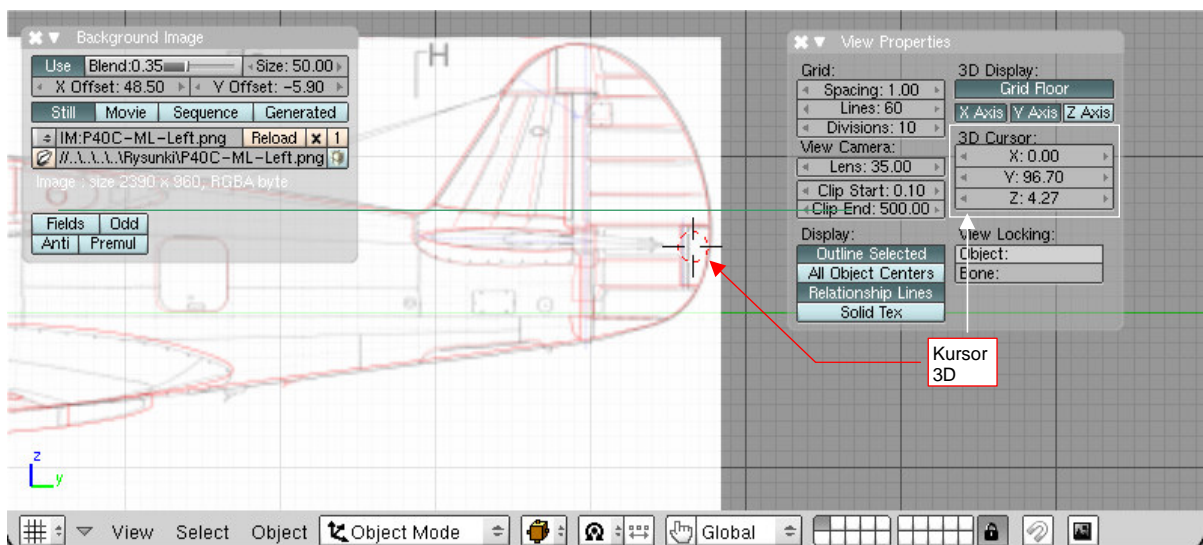 Background Image
Use Blend:0.35 Size: 50.00
X Offset: 48.50 Y Offset: -5.90
Still Movie Sequence Generated
IM:P40C-ML-Left.png Reload X 1
//..\..\..\..\Rysunki\P40C-ML-Left.png
Image : size 2390 x 960, RGBA byte
Fields Odd
Anti Premul
H
View Properties
Grid:
Spacing: 1.00
Lines: 60
Divisions: 10
View Camera:
Lens: 35.00
Clip Start: 0.10
Clip End: 500.00
Display:
Outline Selected
All Object Centers
Relationship Lines
Solid Tex
3D Display:
Grid Floor
X Axis Y Axis Z Axis
3D Cursor:
X: 0.00
Y: 96.70
Z: 4.27
View Locking:
Object:
Bone:
Kursor
3D
z
y
View Select Object Object Mode Global